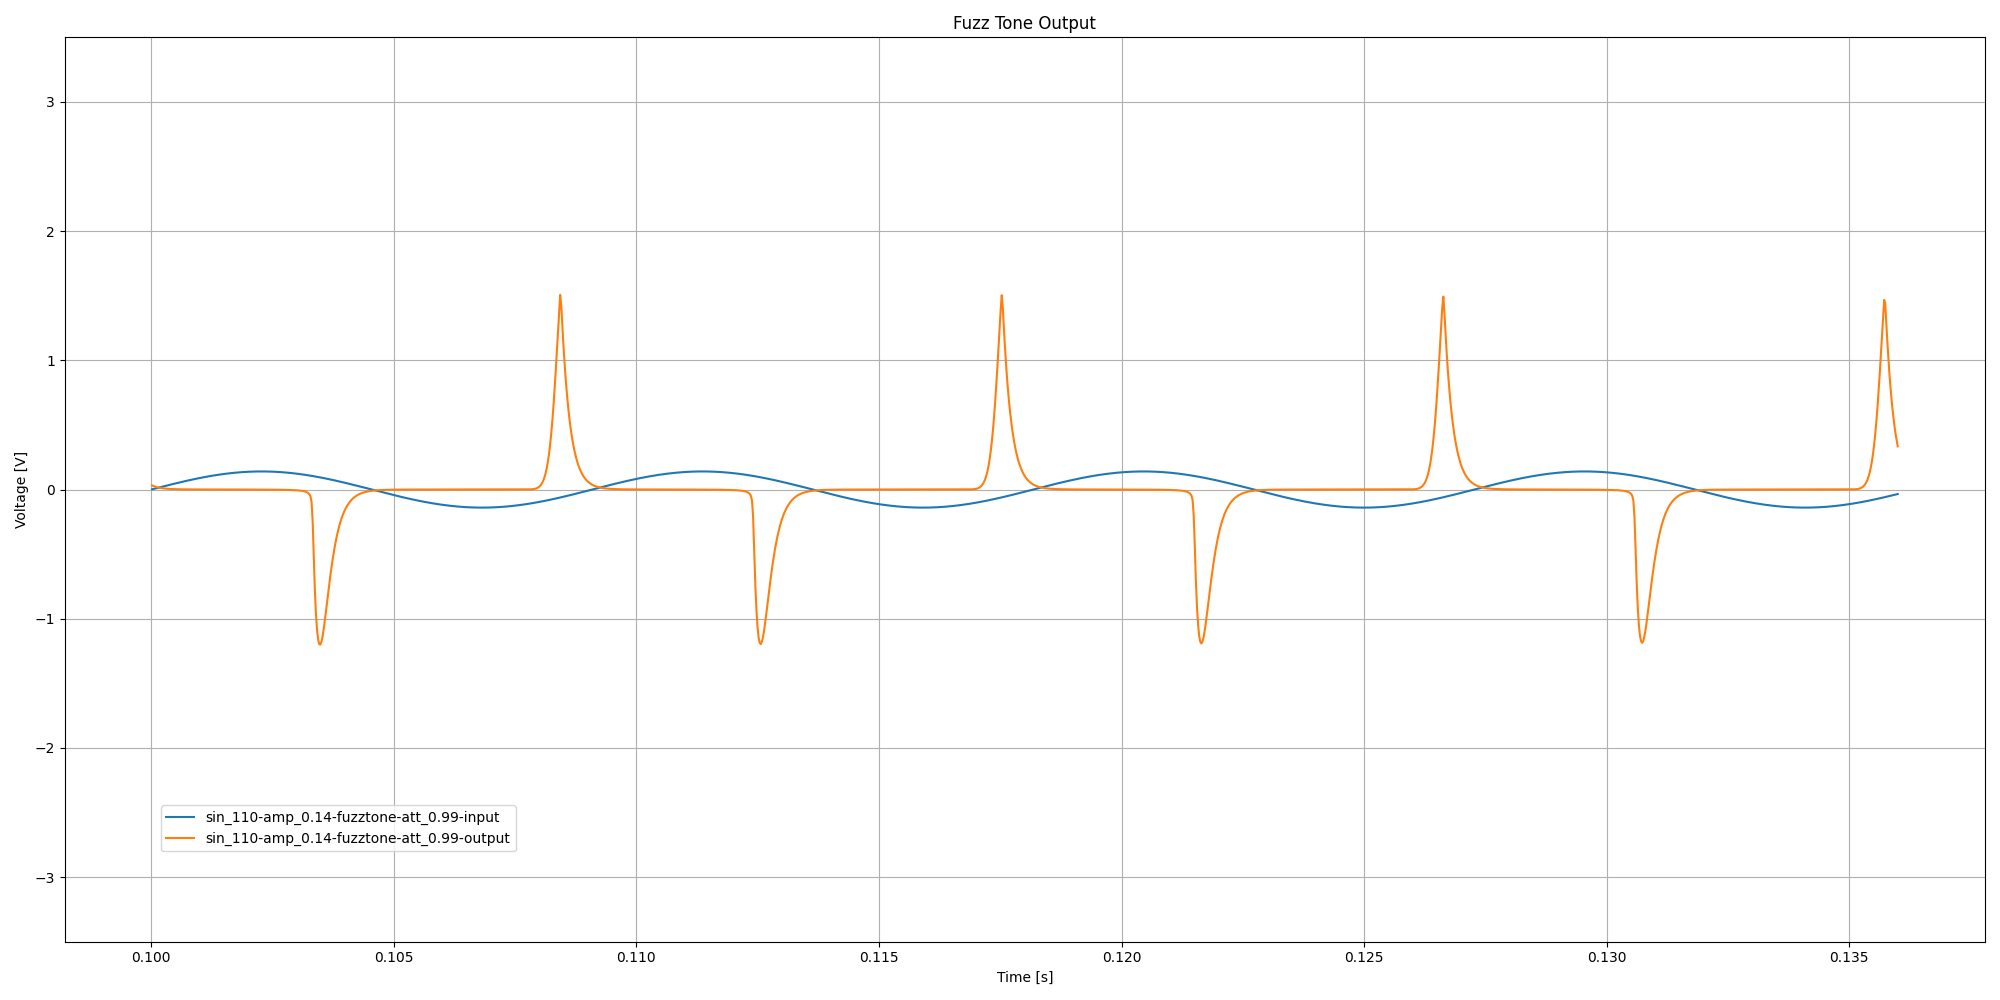 Fuzz Tone Output
Voltage [V]
3
2
1
0
−1
−2
−3
sin_110-amp_0.14-fuzztone-att_0.99-input
sin_110-amp_0.14-fuzztone-att_0.99-output
0.100 0.105 0.110 0.115 0.120 0.125 0.130 0.135
Time [s]